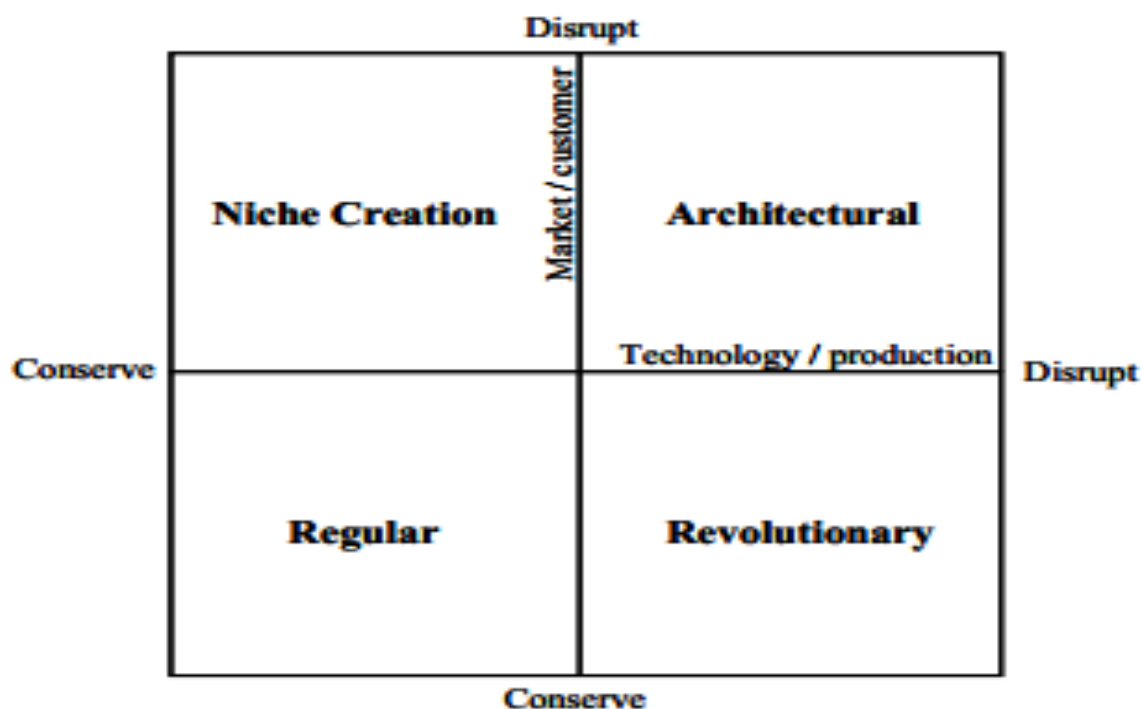 Disrupt
Market / customer
Niche Creation
Architectural
Technology / production
Conserve
Disrupt
Regular
Revolutionary
Conserve